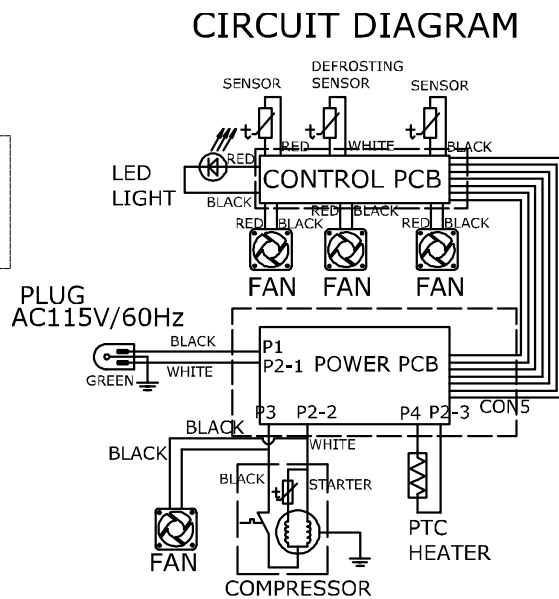 CIRCUIT DIAGRAM
DEFROSTING
SENSOR
SENSOR
SENSOR
t
t
t
RED
WHITE
BLACK
LED
LIGHT
RED
BLACK
CONTROL PCB
RED
BLACK
RED
BLACK
RED
BLACK
FAN
FAN
FAN
PLUG
AC115V/60Hz
BLACK
WHITE
GREEN
P1
P2-1
POWER PCB
P3
P2-2
P4
P2-3
CON5
BLACK
WHITE
BLACK
BLACK
t
STARTER
FAN
PTC
HEATER
COMPRESSOR